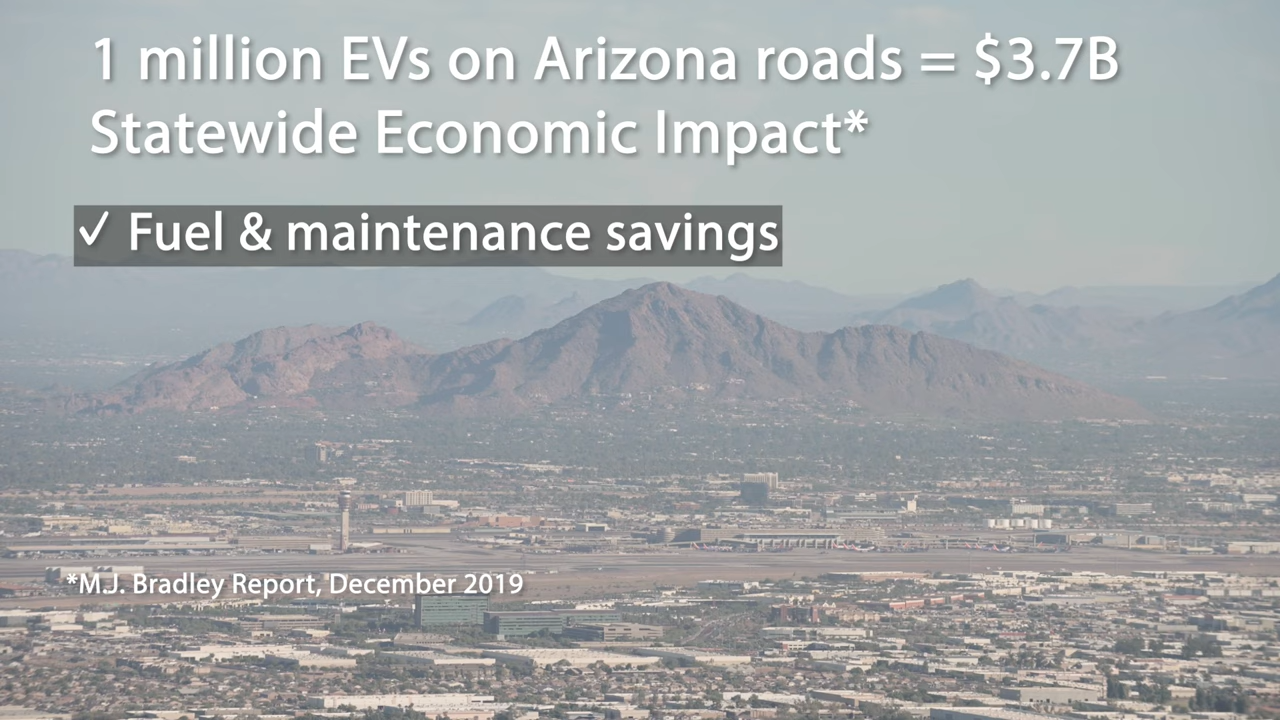 1 million EVs on Arizona roads = $3.7B
Statewide Economic Impact*
✓ Fuel & maintenance savings
*M.J. Bradley Report, December 2019